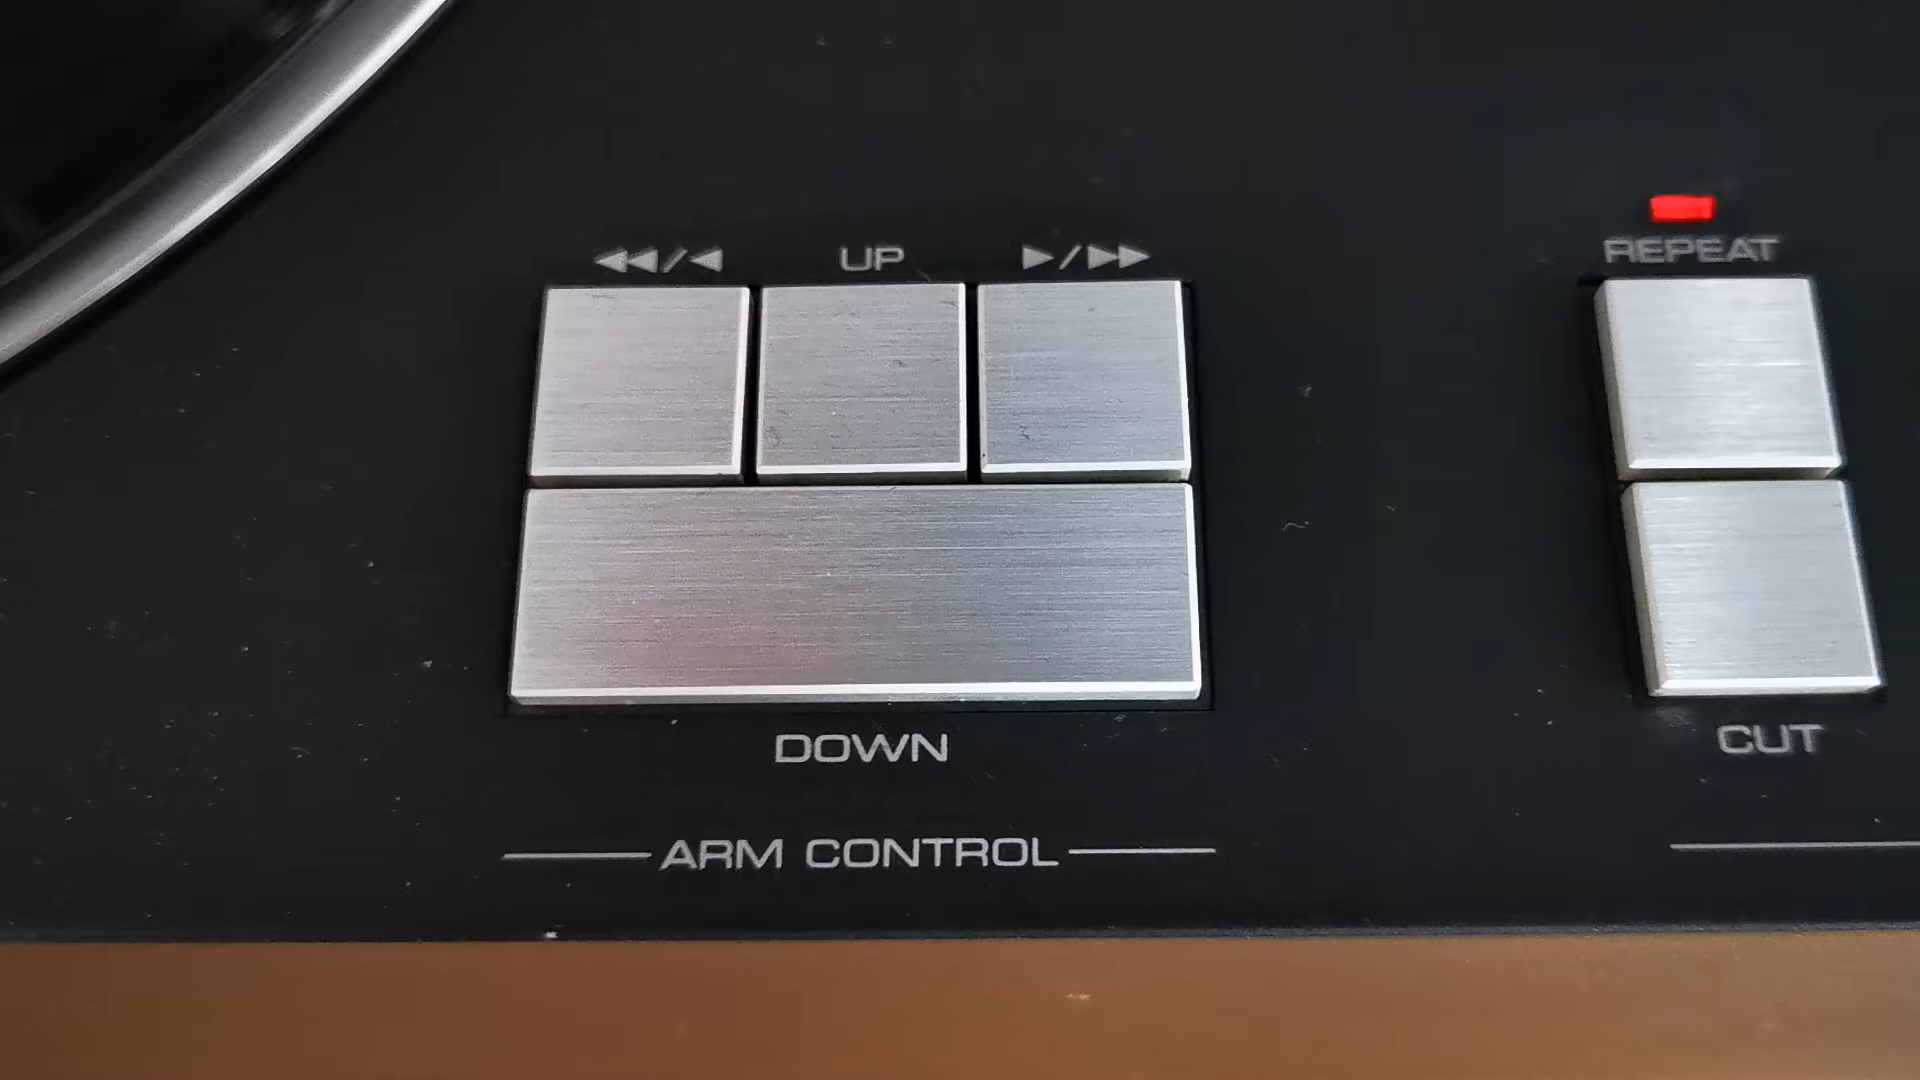 ◀◀/◀ UP ▶/▶▶
REPEAT
DOWN
CUT
ARM CONTROL